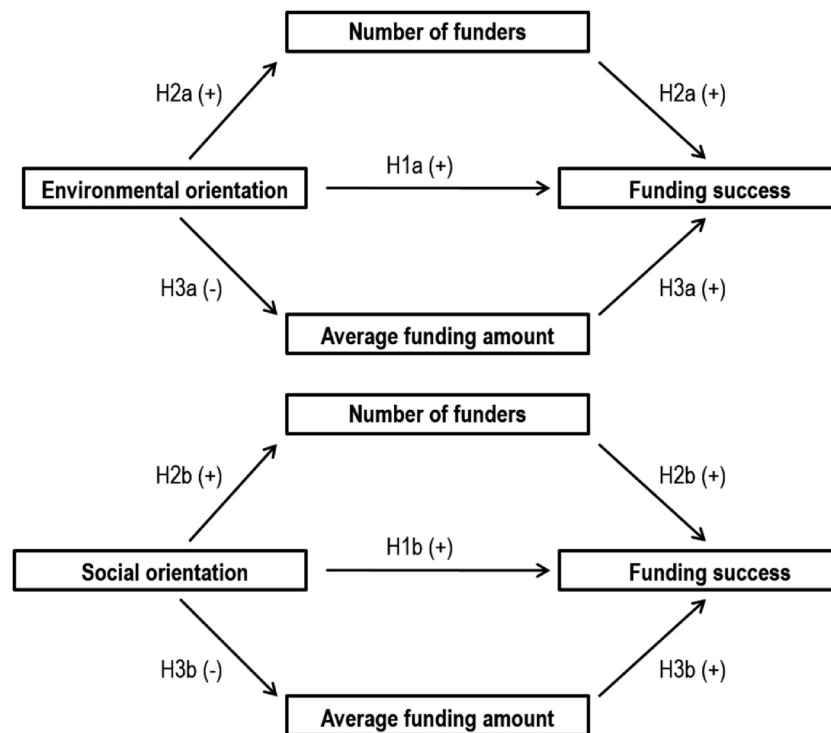 Number of funders
H2a (+)
H2a (+)
H1a (+)
Environmental orientation
Funding success
H3a (-)
H3a (+)
Average funding amount
Number of funders
H2b (+)
H2b (+)
H1b (+)
Social orientation
Funding success
H3b (-)
H3b (+)
Average funding amount